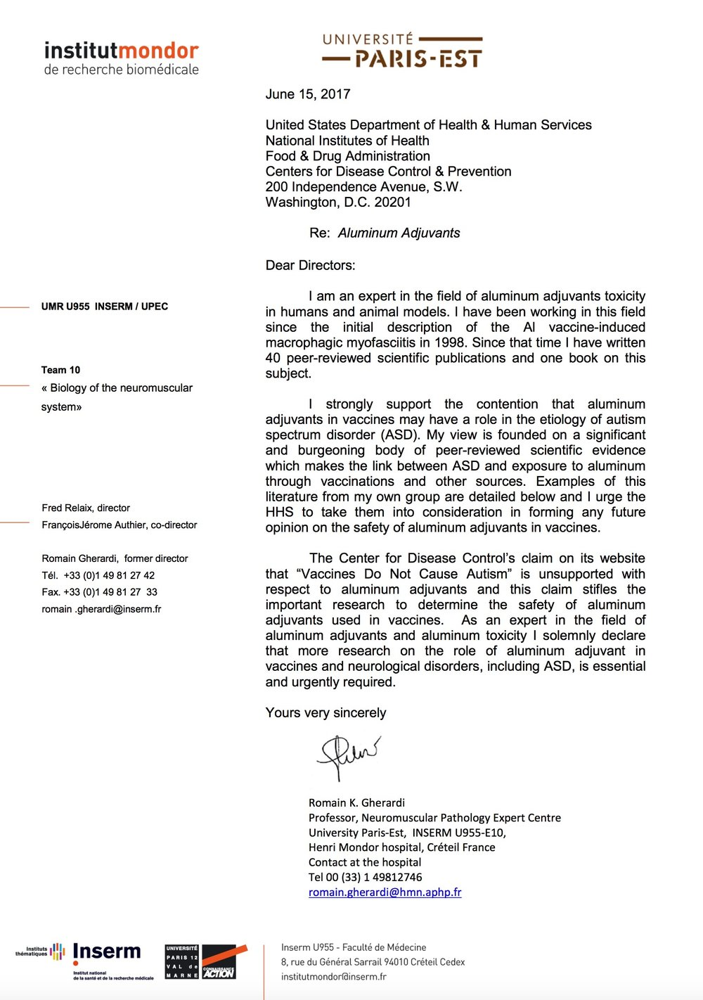 institutmondor
de recherche biomédicale
UNIVERSITÉ
PARIS-EST
June 15, 2017
United States Department of Health & Human Services
National Institutes of Health
Food & Drug Administration
Centers for Disease Control & Prevention
200 Independence Avenue, S.W.
Washington, D.C. 20201
Re: Aluminum Adjuvants
Dear Directors:
I am an expert in the field of aluminum adjuvants toxicity
in humans and animal models. I have been working in this field
since the initial description of the Al vaccine-induced
macrophagic myofasciitis in 1998. Since that time I have written
40 peer-reviewed scientific publications and one book on this
subject.
I strongly support the contention that aluminum
adjuvants in vaccines may have a role in the etiology of autism
spectrum disorder (ASD). My view is founded on a significant
and burgeoning body of peer-reviewed scientific evidence
which makes the link between ASD and exposure to aluminum
through vaccinations and other sources. Examples of this
literature from my own group are detailed below and I urge the
HHS to take them into consideration in forming any future
opinion on the safety of aluminum adjuvants in vaccines.
The Center for Disease Control's claim on its website
that “Vaccines Do Not Cause Autism” is unsupported with
respect to aluminum adjuvants and this claim stifles the
important research to determine the safety of aluminum
adjuvants used in vaccines. As an expert in the field of
aluminum adjuvants and aluminum toxicity I solemnly declare
that more research on the role of aluminum adjuvant in
vaccines and neurological disorders, including ASD, is essential
and urgently required.
Yours very sincerely
Romain K. Gherardi
Professor, Neuromuscular Pathology Expert Centre
University Paris-Est, INSERM U955-E10,
Henri Mondor hospital, Créteil France
Contact at the hospital
Tel 00 (33) 1 49812746
romain.gherardi@hmn.aphp.fr
UMR U955 INSERM / UPEC
Team 10
« Biology of the neuromuscular
system»
Fred Relaix, director
FrançoisJérome Authier, co-director
Romain Gherardi, former director
Tél. +33 (0)1 49 81 27 42
Fax. +33 (0)1 49 81 27 33
romain .gherardi@inserm.fr
Instituts
thématiques
Inserm
Institut national
de la santé et de la recherche médicale
UNIVERSITÉ
PARIS 12
VAL de
MARNE
CONNAISSANCE
ACTION
Inserm U955 - Faculté de Médecine
8, rue du Général Sarrail 94010 Créteil Cedex
institutmondor@inserm.fr